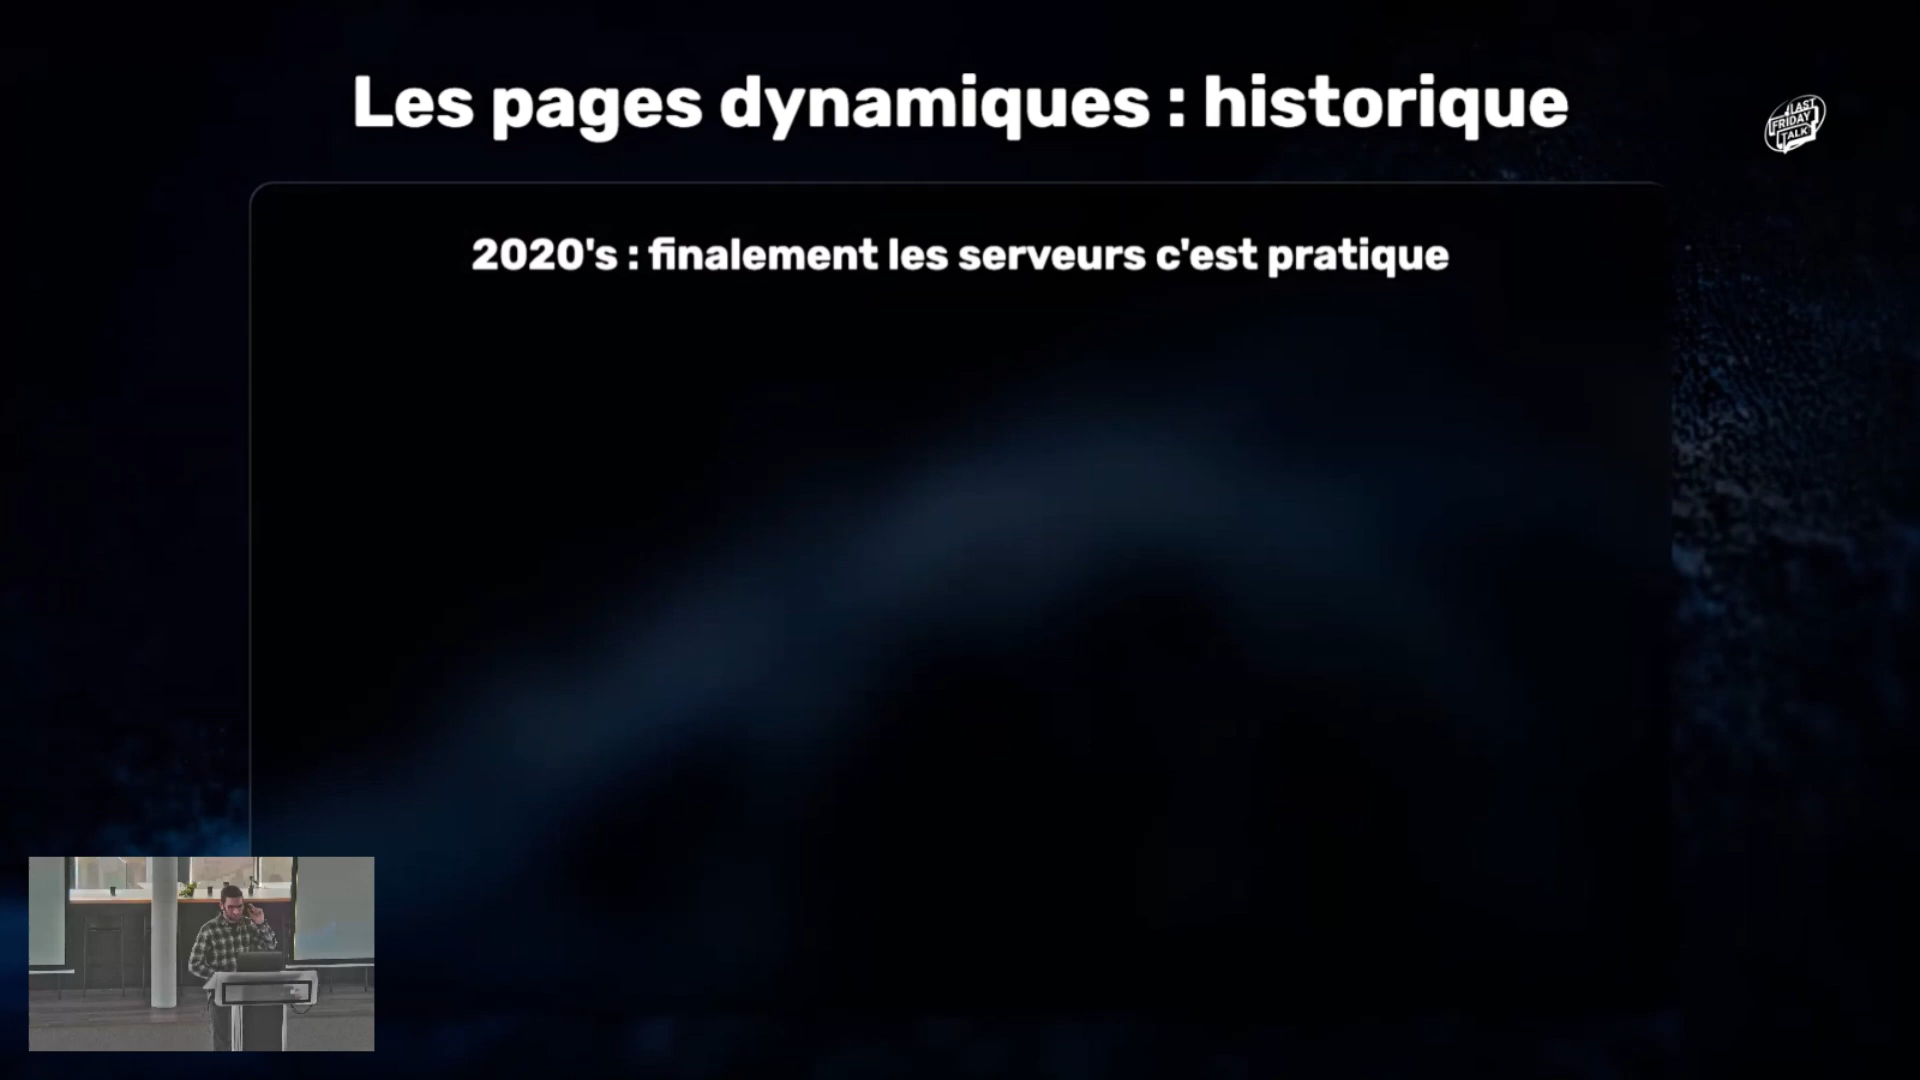 Les pages dynamiques : historique
LAST
FRIDAY
TALK
2020's : finalement les serveurs c'est pratique